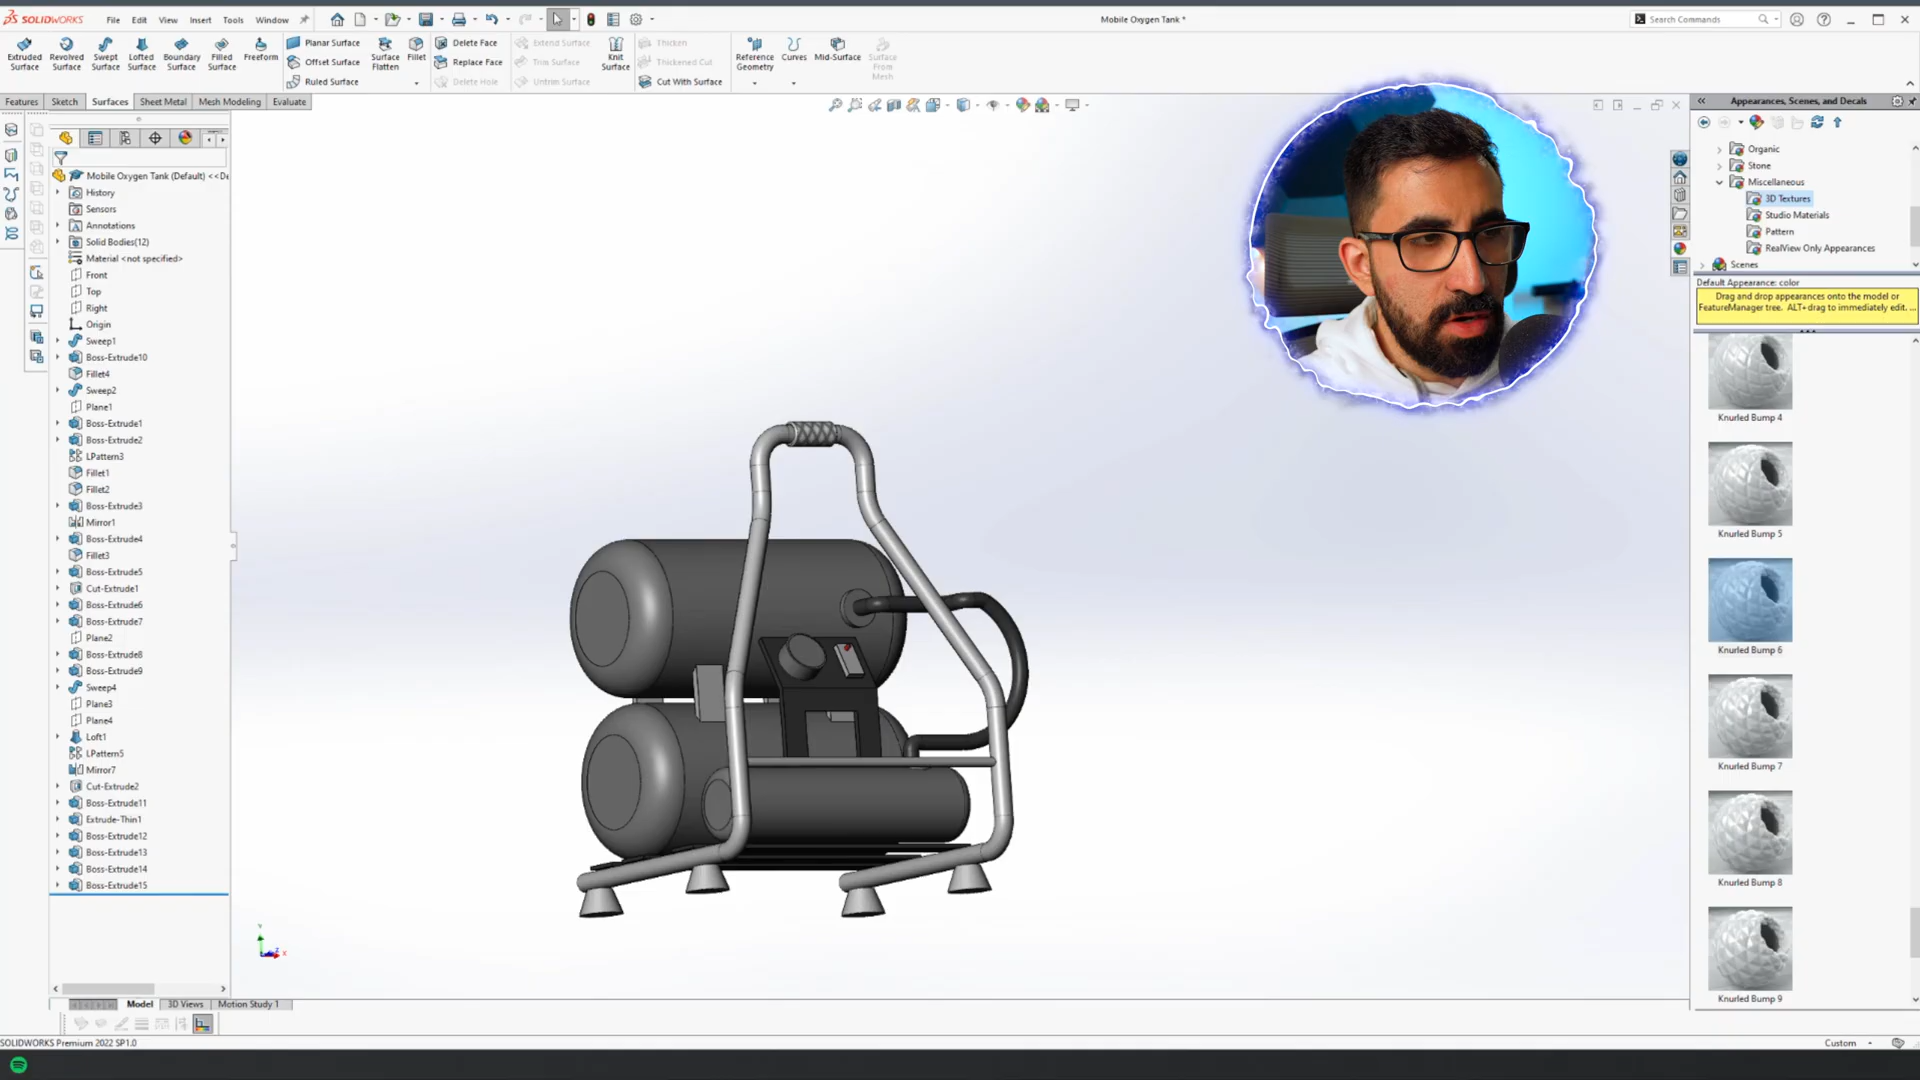 SOLIDWORKS File Edit View Insert Tools Window Mobile Oxygen Tank * Search Commands
Extruded Surface
Revolved Surface
Swept Surface
Lofted Surface
Boundary Surface
Filled Surface
Freeform
Planar Surface
Offset Surface
Ruled Surface
Surface Flatten
Fillet
Delete Face
Replace Face
Delete Hole
Extend Surface
Trim Surface
Untrim Surface
Knit Surface
Thicken
Thickened Cut
Cut With Surface
Reference Geometry
Curves
Mid-Surface
Surface From Mesh
Features Sketch Surfaces Sheet Metal Mesh Modeling Evaluate
Mobile Oxygen Tank (Default) <<De
History
Sensors
Annotations
Solid Bodies(12)
Material <not specified>
Front
Top
Right
Origin
Sweep1
Boss-Extrude10
Fillet4
Sweep2
Plane1
Boss-Extrude1
Boss-Extrude2
LPattern3
Fillet1
Fillet2
Boss-Extrude3
Mirror1
Boss-Extrude4
Fillet3
Boss-Extrude5
Cut-Extrude1
Boss-Extrude6
Boss-Extrude7
Plane2
Boss-Extrude8
Boss-Extrude9
Sweep4
Plane3
Plane4
Loft1
LPattern5
Mirror7
Cut-Extrude2
Boss-Extrude11
Extrude-Thin1
Boss-Extrude12
Boss-Extrude13
Boss-Extrude14
Boss-Extrude15
Model 3D Views Motion Study 1
SOLIDWORKS Premium 2022 SP1.0
Appearances, Scenes, and Decals
Organic
Stone
Miscellaneous
3D Textures
Studio Materials
Pattern
RealView Only Appearances
Scenes
Default Appearance: color
Drag and drop appearances onto the model or
FeatureManager tree. ALT+drag to immediately edit. ...
Knurled Bump 4
Knurled Bump 5
Knurled Bump 6
Knurled Bump 7
Knurled Bump 8
Knurled Bump 9
Custom